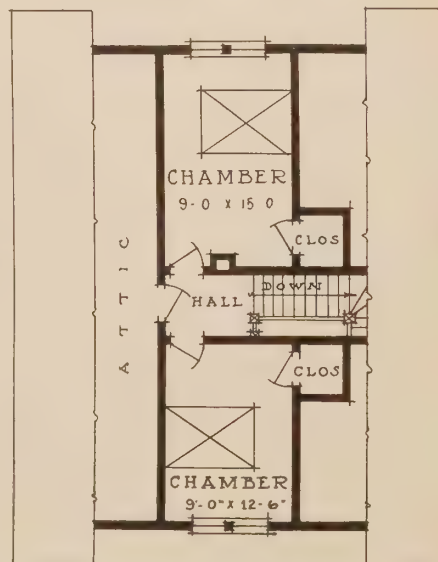 CHAMBER
9-0 X 15 0
CLOS
ATTIC
DOWN
HALL
CLOS
CHAMBER
9'-0" X 12-6"